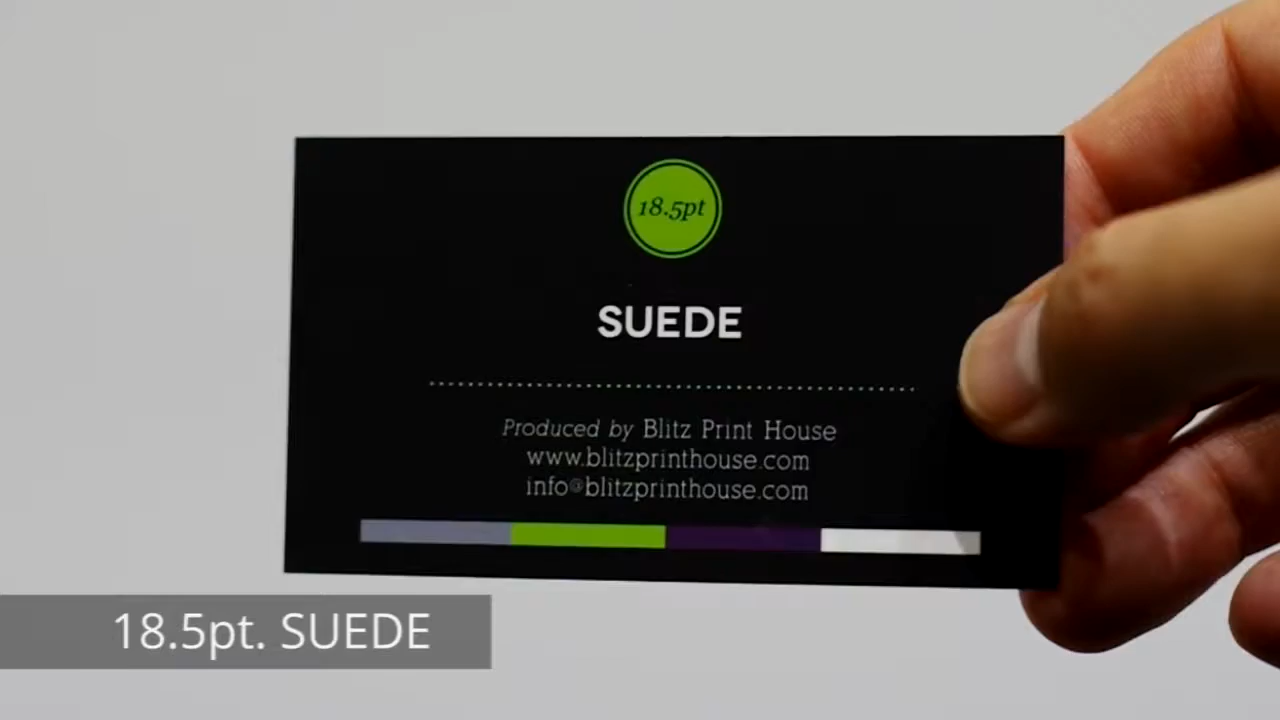 18.5pt
SUEDE
Produced by Blitz Print House
www.blitzprinthouse.com
info@blitzprinthouse.com
18.5pt. SUEDE